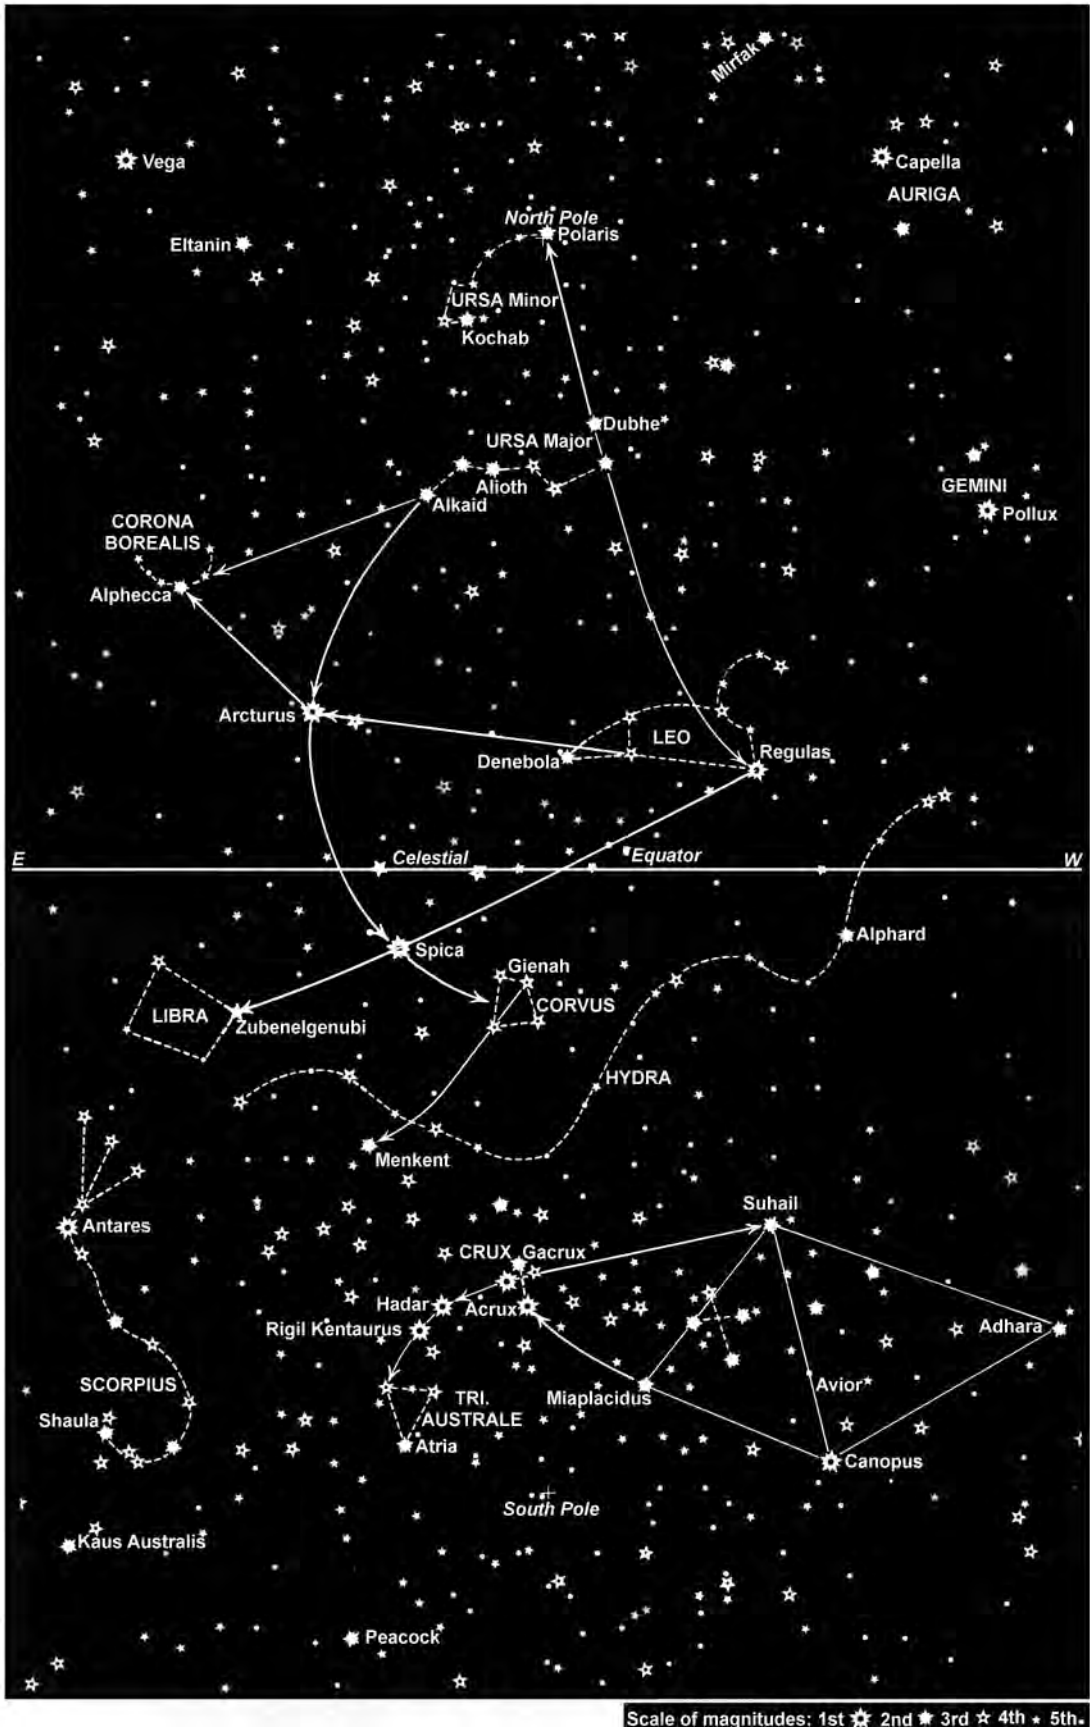 Mirfak
Vega
Capella
AURIGA
North Pole
Polaris
Eltanin
URSA Minor
Kochab
Dubhe
URSA Major
Alioth
Alkaid
GEMINI
Pollux
CORONA
BOREALIS
Alphecca
Arcturus
LEO
Denebola
Regulas
E
Celestial
Equator
W
Spica
Alphard
Gienah
CORVUS
LIBRA
Zubenelgenubi
HYDRA
Menkent
Antares
Suhail
CRUX
Gacrux
Hadar
Acrux
Rigil Kentaurus
Adhara
SCORPIUS
Shaula
TRI.
AUSTRALE
Atria
Miaplacidus
Avior
Canopus
South Pole
Kaus Australis
Peacock
Scale of magnitudes: 1st 2nd 3rd 4th 5th